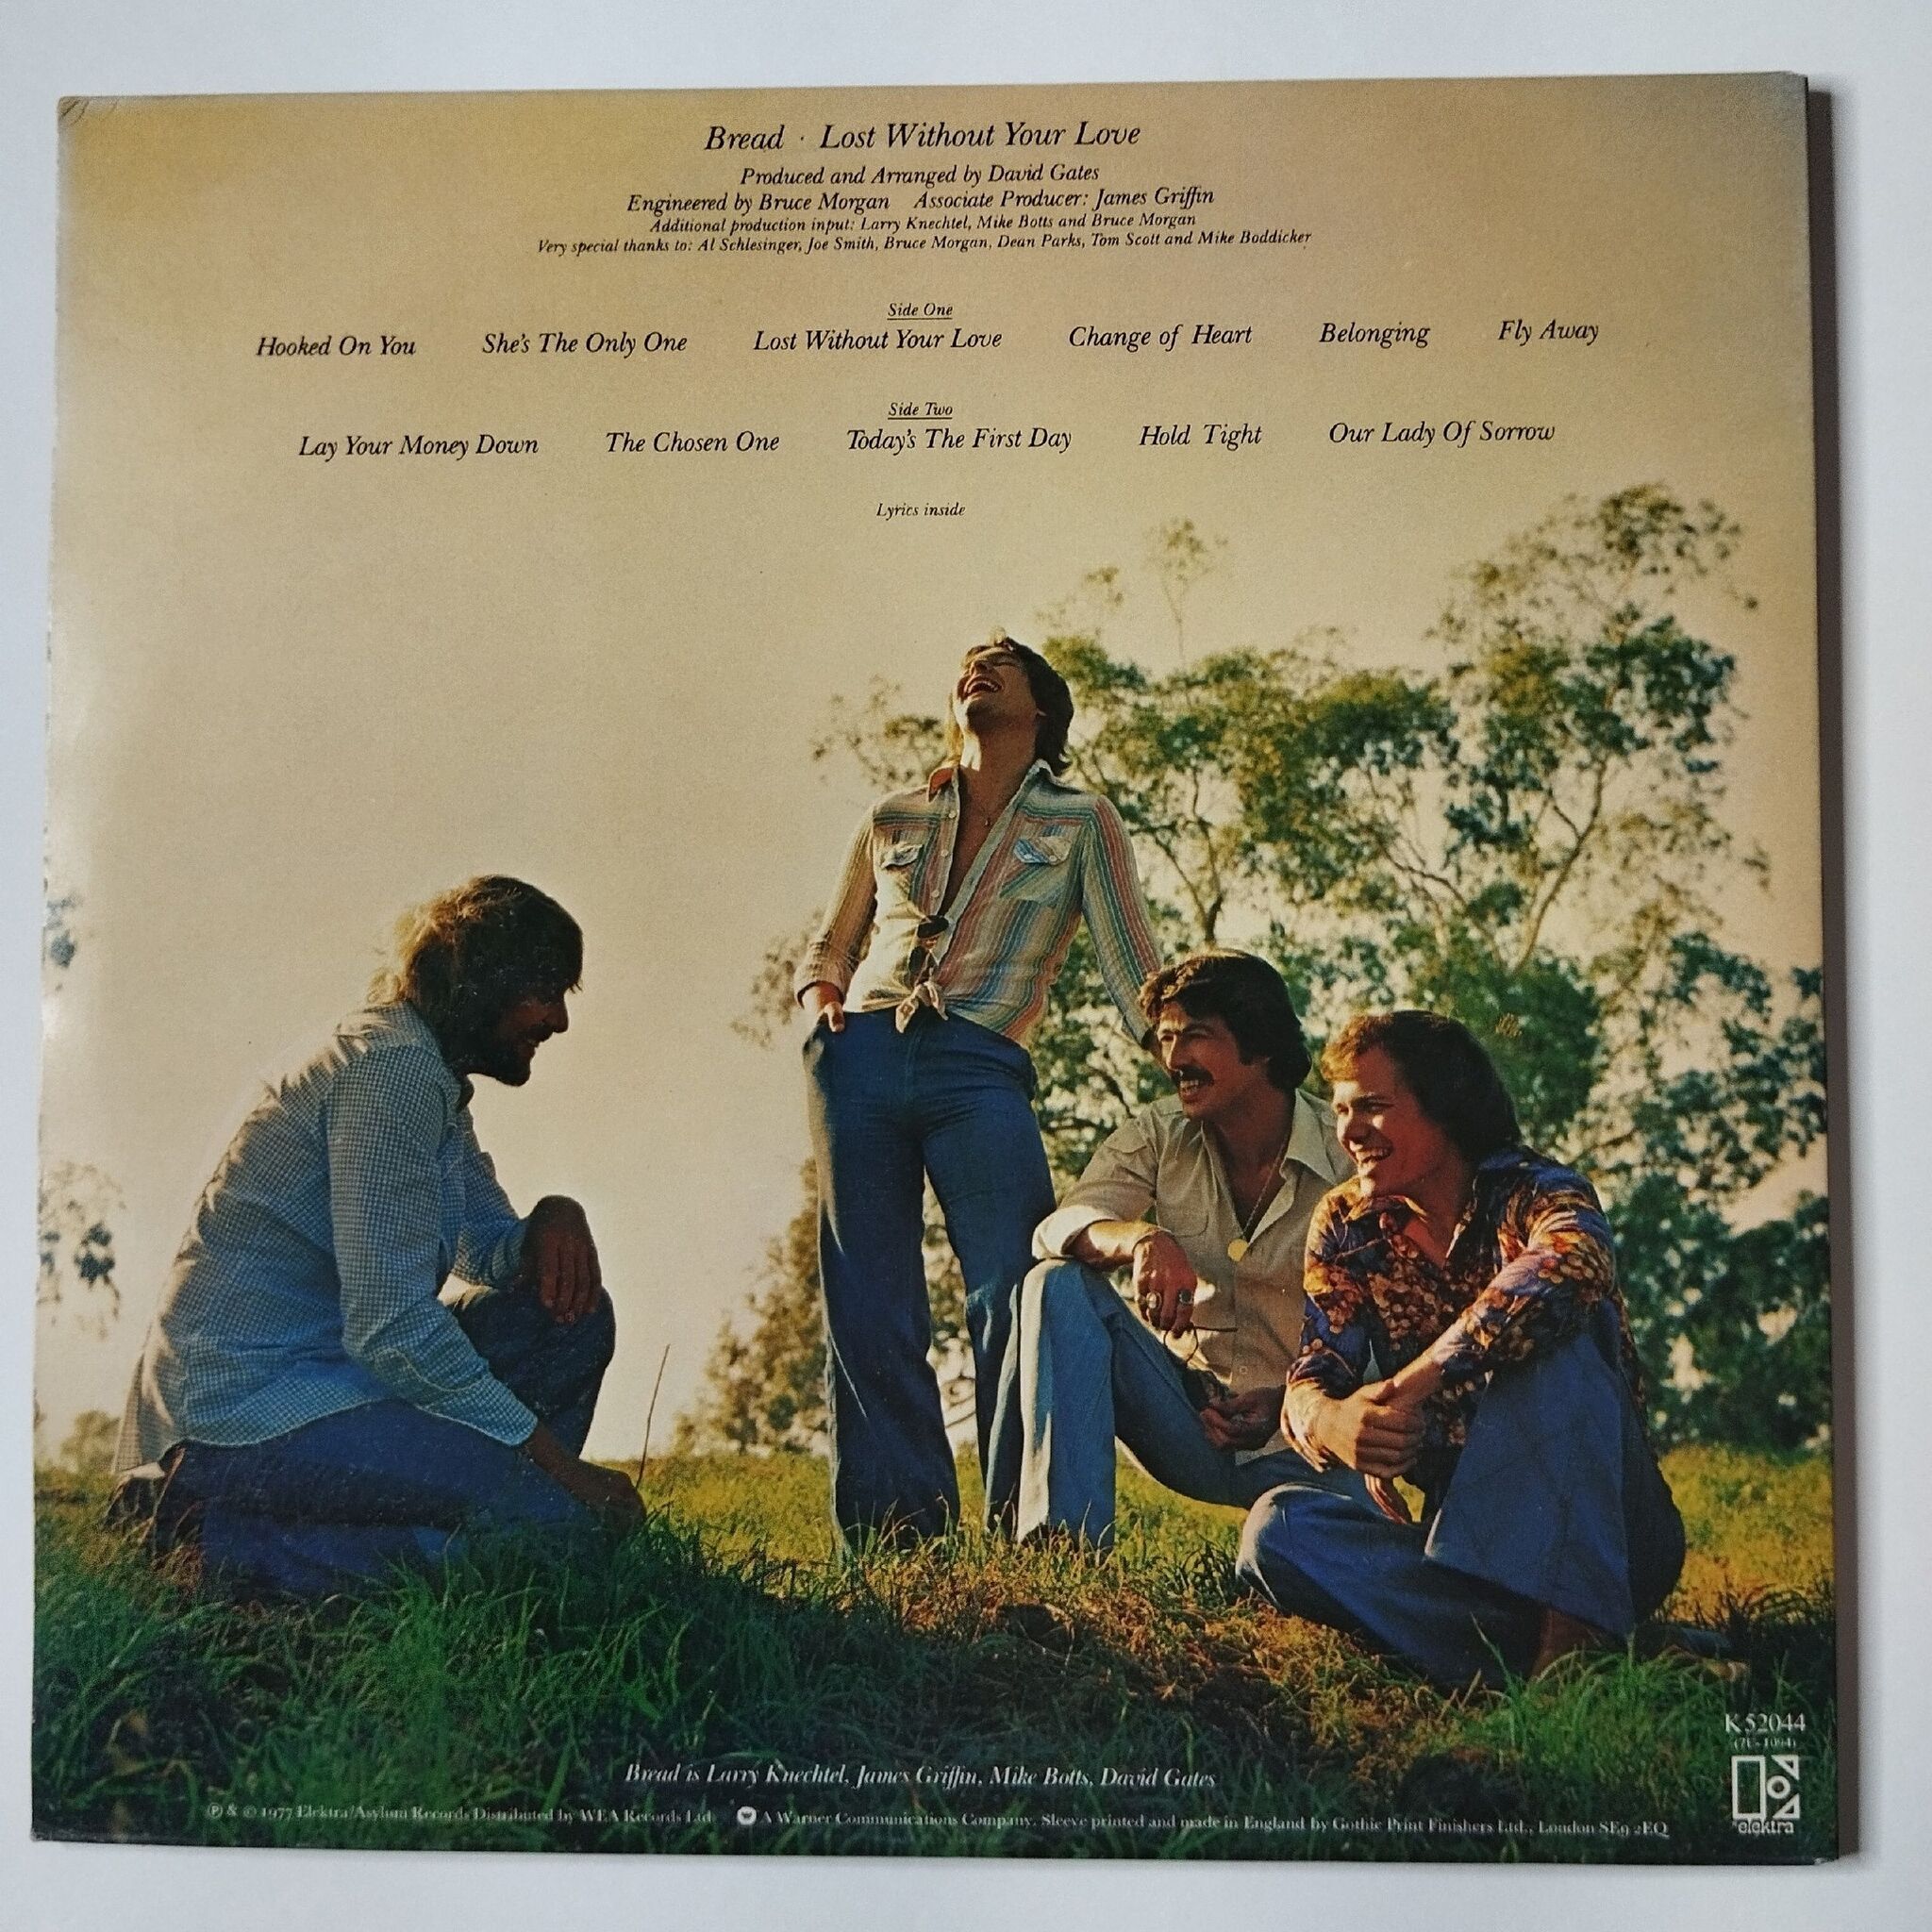 Bread · Lost Without Your Love
Produced and Arranged by David Gates
Engineered by Bruce Morgan Associate Producer: James Griffin
Additional production input: Larry Knechtel, Mike Botts and Bruce Morgan
Very special thanks to: Al Schlesinger, Joe Smith, Bruce Morgan, Dean Parks, Tom Scott and Mike Boddicker
Side One
Hooked On You She's The Only One Lost Without Your Love Change of Heart Belonging Fly Away
Side Two
Lay Your Money Down The Chosen One Today's The First Day Hold Tight Our Lady Of Sorrow
Lyrics inside
K 52044
(7E-1094)
elektra
Bread is Larry Knechtel, James Griffin, Mike Botts, David Gates
℗ & © 1977 Elektra/Asylum Records Distributed by WEA Records Ltd. A Warner Communications Company. Sleeve printed and made in England by Gothic Print Finishers Ltd., London SE9 2EQ